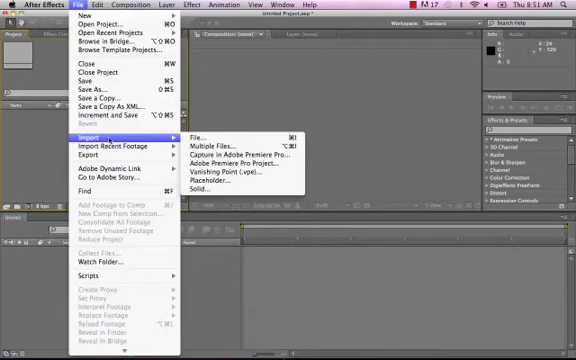 After Effects File Edit Composition Layer Effect Animation View Window 17 Thu 8:51 AM
Untitled Project.aep *
Workspace: Search Help
Project
Composition: (none)
Layer: (none)
Info
Audio
X: 24
Y: 520
R:
G:
B:
A: 0
Preview
Effects & Presets
* Animation Presets
3D Channel
Audio
Blur & Sharpen
Channel
Color Correction
DigiEffects FreeForm
Distort
New
Open Project... ⌘O
Open Recent Projects
Browse in Bridge... ⌥⇧⌘O
Browse Template Projects...
Close ⌘W
Close Project
Save ⌘S
Save As... ⇧⌘S
Save a Copy...
Save a Copy As XML...
Increment and Save ⌥⇧⌘S
Revert
Import
Import Recent Footage
Export
Adobe Dynamic Link
Go to Adobe Story...
Find ⌘F
Add Footage to Comp ⌘/
New Comp from Selection...
Consolidate All Footage
Remove Unused Footage
Reduce Project
Collect Files...
Watch Folder...
Scripts
Create Proxy
Set Proxy
Interpret Footage
Replace Footage
Reload Footage ⌥⌘L
Reveal in Finder
Reveal in Bridge
File... ⌘I
Multiple Files... ⌥⌘I
Capture in Adobe Premiere Pro...
Adobe Premiere Pro Project...
Vanishing Point (.vpe)...
Placeholder...
Solid...
(none)